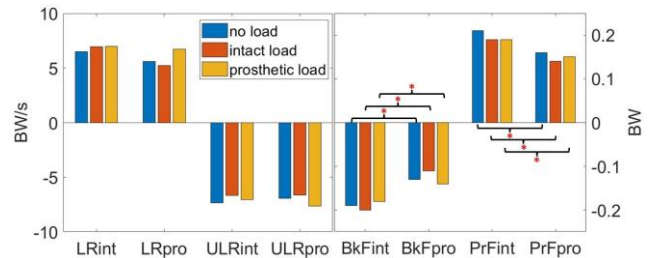 10
5
0
-5
-10
BW/s
no load
intact load
prosthetic load
0.2
0.1
0
-0.1
-0.2
BW
*
*
*
*
*
*
LRint LRpro ULRint ULRpro BkFint BkFpro PrFint PrFpro